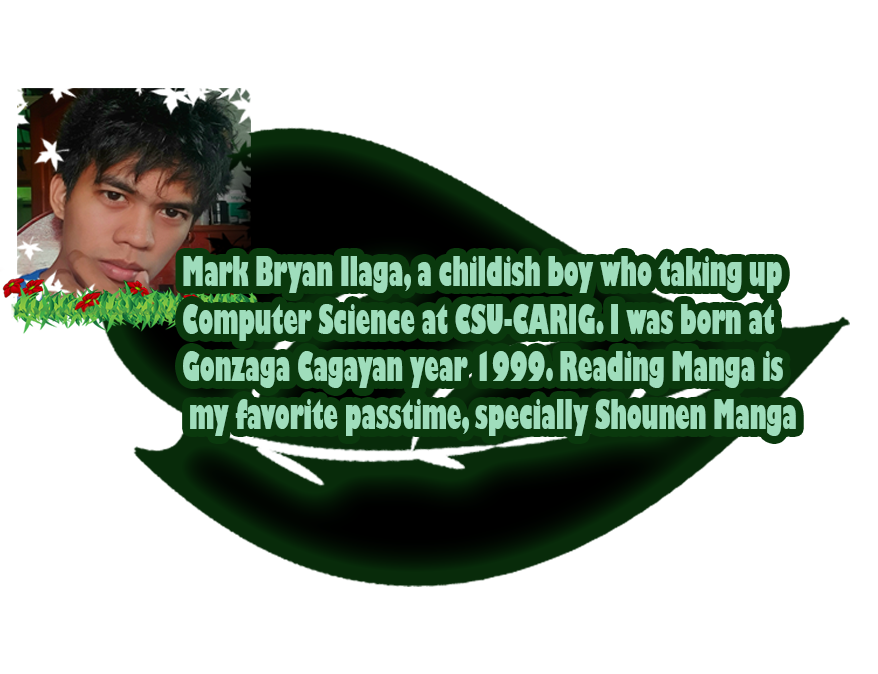 Mark Bryan Ilaga, a childish boy who taking up
Computer Science at CSU-CARIG. I was born at
Gonzaga Cagayan year 1999. Reading Manga is
my favorite passtime, specially Shounen Manga